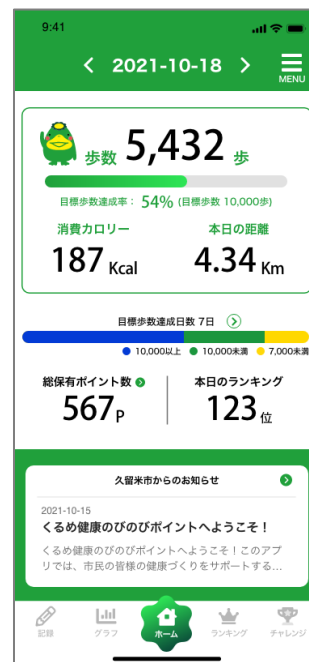 9:41
< 2021-10-18 >
MENU
歩数 5,432 歩
目標歩数達成率： 54% (目標歩数 10,000歩)
消費カロリー 本日の距離
187 Kcal 4.34 Km
目標歩数達成日数 7日
10,000以上 10,000未満 7,000未満
総保有ポイント数 本日のランキング
567P 123位
久留米市からのお知らせ
2021-10-15
くるめ健康のびのびポイントへようこそ！
くるめ健康のびのびポイントへようこそ！このアプ
リでは、市民の皆様の健康づくりをサポートする...
記録 グラフ ホーム ランキング チャレンジ